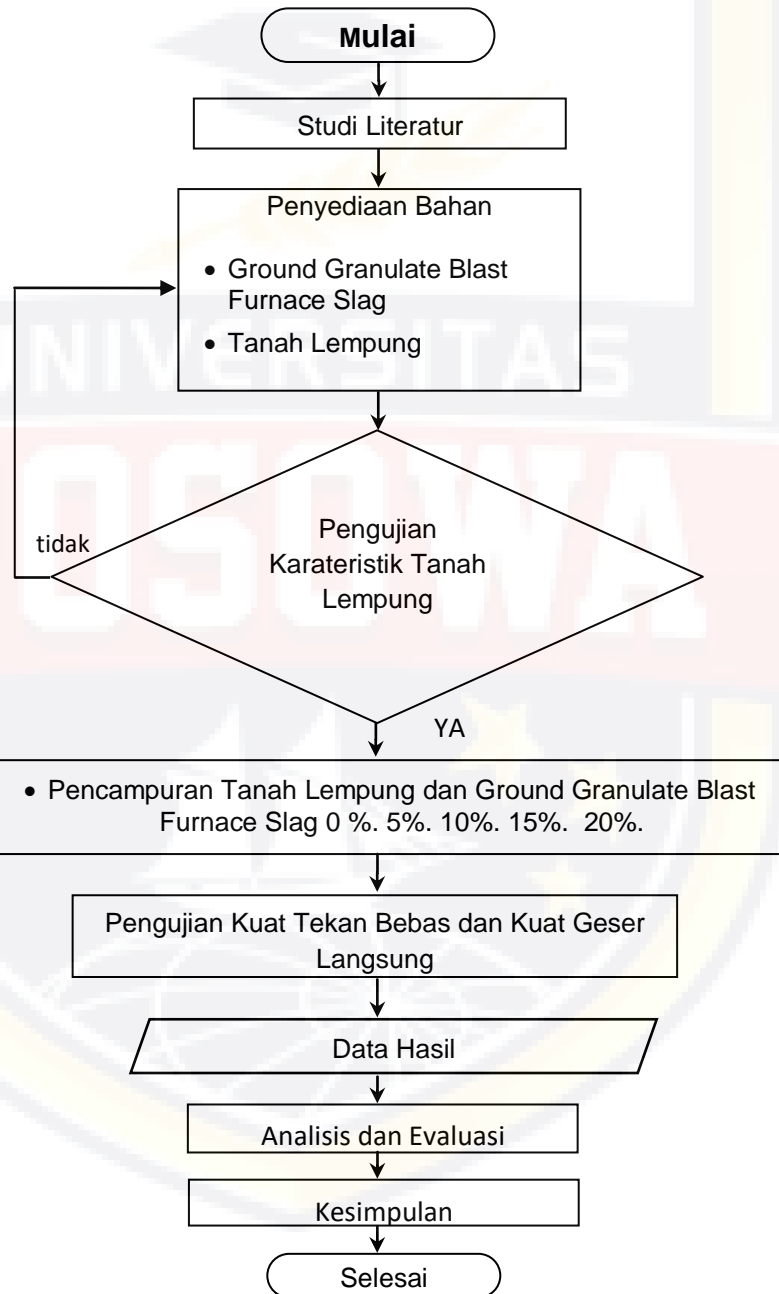 Mulai
Studi Literatur
Penyediaan Bahan
• Ground Granulate Blast
Furnace Slag
• Tanah Lempung
UNIVERSITAS
BOSOWA
tidak
Pengujian
Karateristik Tanah
Lempung
YA
• Pencampuran Tanah Lempung dan Ground Granulate Blast
Furnace Slag 0 %. 5%. 10%. 15%.  20%.
Pengujian Kuat Tekan Bebas dan Kuat Geser
Langsung
Data Hasil
Analisis dan Evaluasi
Kesimpulan
Selesai